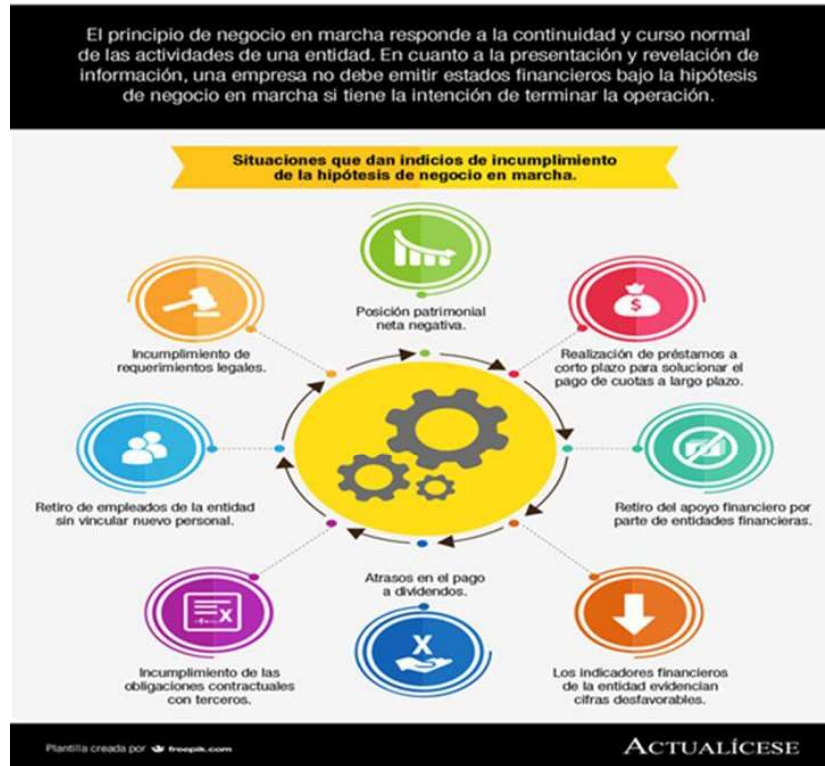 El principio de negocio en marcha responde a la continuidad y curso normal
de las actividades de una entidad. En cuanto a la presentación y revelación de
información, una empresa no debe emitir estados financieros bajo la hipótesis
de negocio en marcha si tiene la intención de terminar la operación.
Situaciones que dan indicios de incumplimiento
de la hipótesis de negocio en marcha.
Posición patrimonial
neta negativa.
$
Realización de préstamos a
corto plazo para solucionar el
pago de cuotas a largo plazo.
Retiro del apoyo financiero por
parte de entidades financieras.
Los indicadores financieros
de la entidad evidencian
cifras desfavorables.
Atrasos en el pago
a dividendos.
X
X
Incumplimiento de las
obligaciones contractuales
con terceros.
Retiro de empleados de la entidad
sin vincular nuevo personal.
Incumplimiento de
requerimientos legales.
Plantilla creada por freepik.com
ACTUALÍCESE